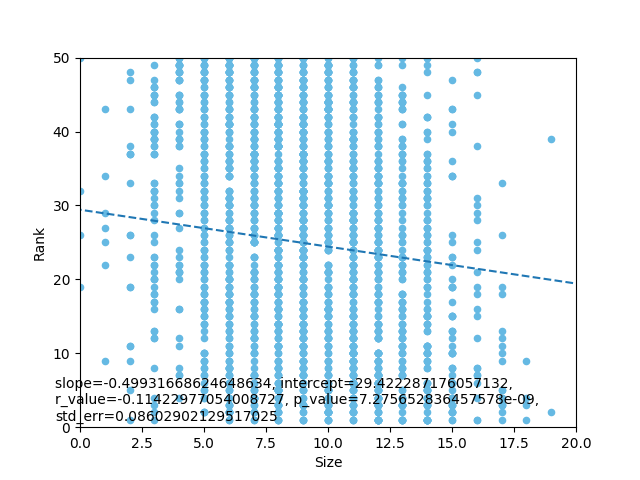 50
40
30
20
10
0
Rank
slope=-0.49931668624648634, intercept=29.422287176057132,
r_value=-0.11422977054008727, p_value=7.275652836457578e-09,
std_err=0.08602902129517025
0.0 2.5 5.0 7.5 10.0 12.5 15.0 17.5 20.0
Size